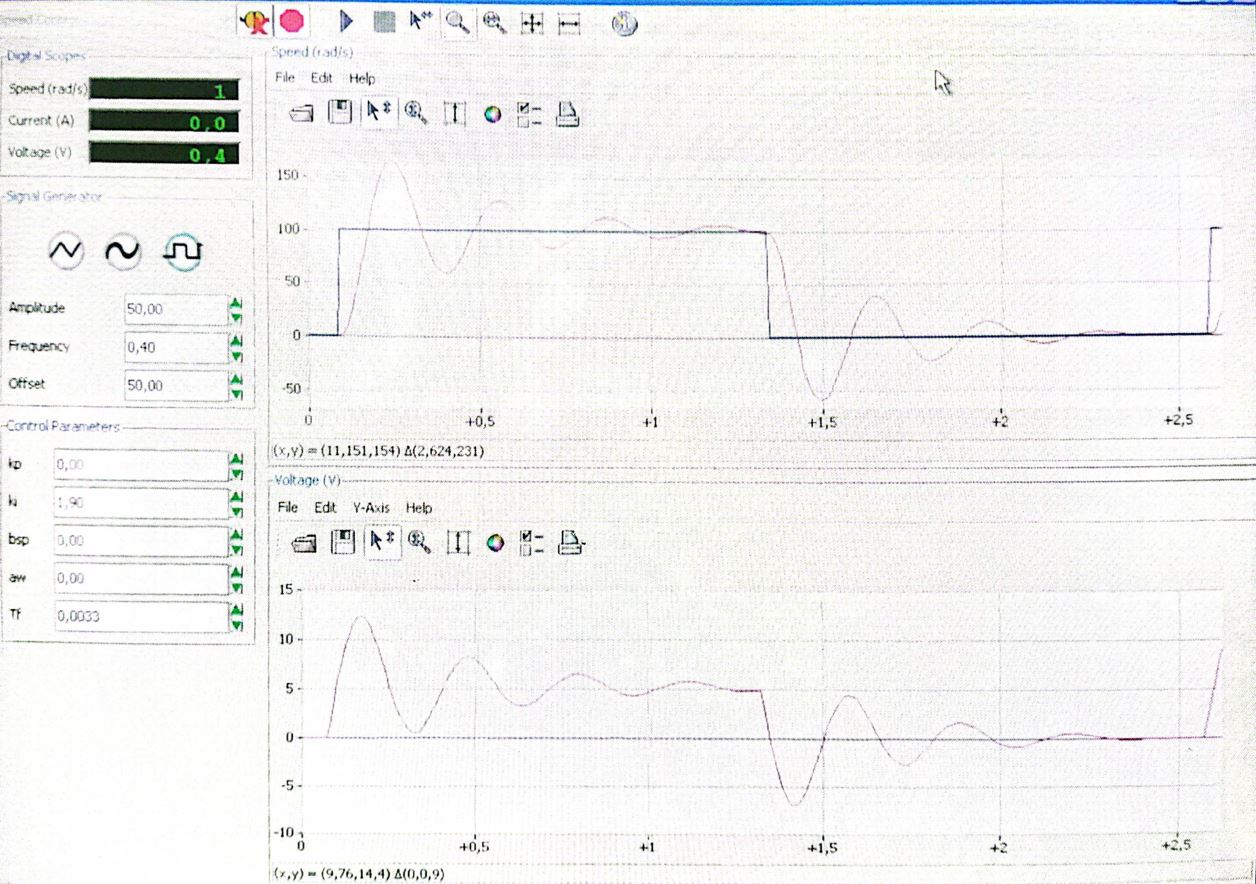 Speed Control
Digital Scopes
Speed (rad/s) 1
Current (A) 0,0
Voltage (V) 0,4
Signal Generator
Amplitude 50,00
Frequency 0,40
Offset 50,00
Control Parameters
kp 0,00
ki 1,90
bsp 0,00
aw 0,00
Tf 0,0033
Speed (rad/s)
File Edit Help
150
100
50
0
-50
0 +0,5 +1 +1,5 +2 +2,5
(x,y) = (11,151,154) Δ(2,624,231)
Voltage (V)
File Edit Y-Axis Help
15
10
5
0
-5
-10
0 +0,5 +1 +1,5 +2 +2,5
(x,y) = (9,76,14,4) Δ(0,0,9)